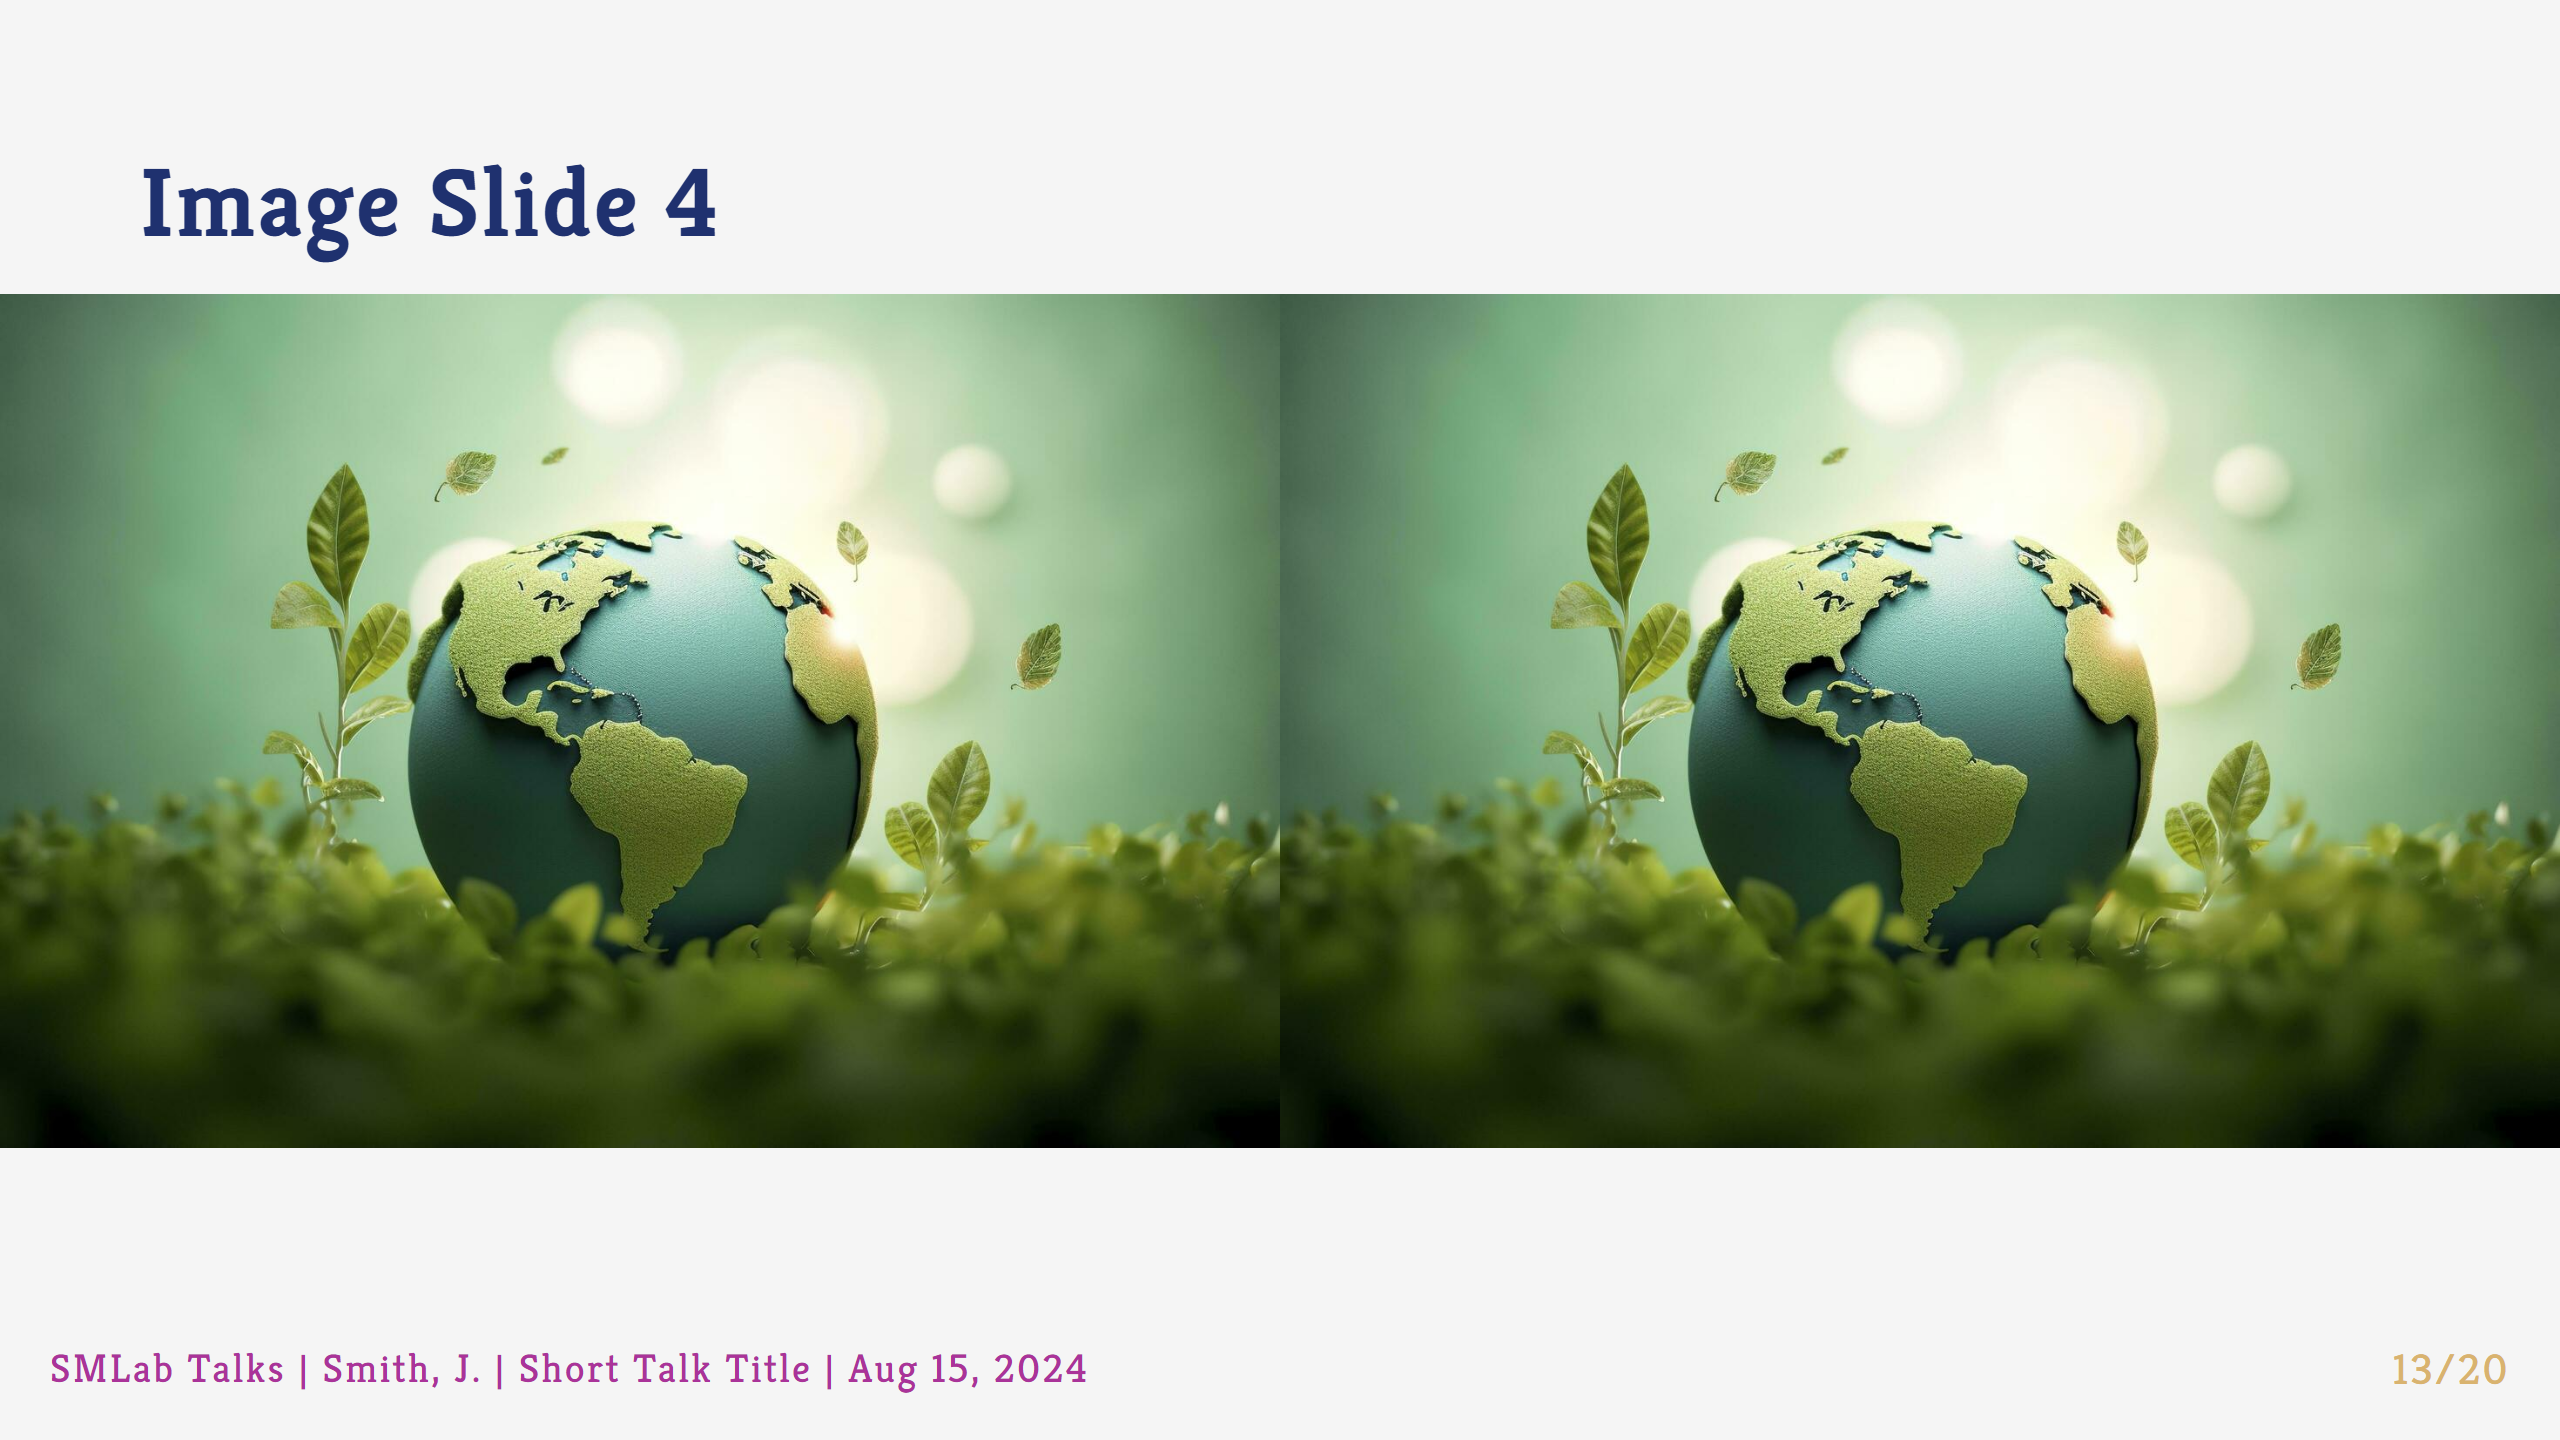 Image Slide 4
SMLab Talks | Smith, J. | Short Talk Title | Aug 15, 2024
13/20